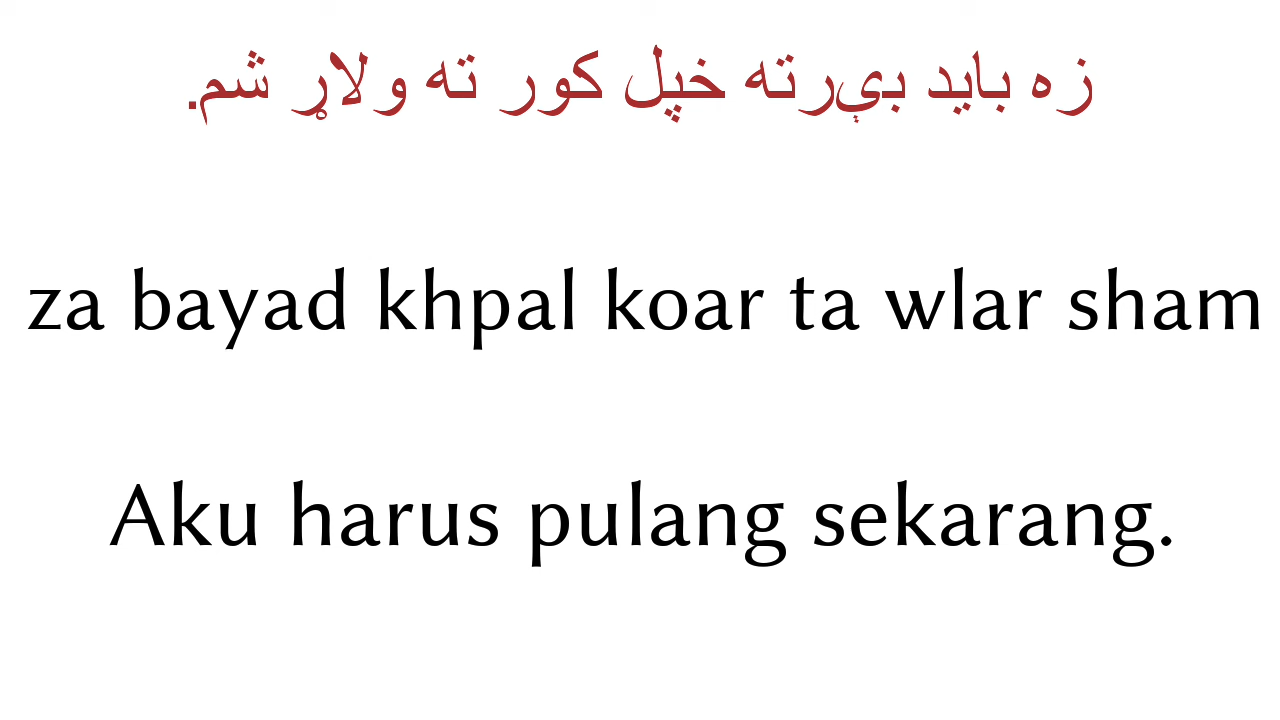 زه باید بېرته خپل کور ته ولاړ شم.
za bayad khpal koar ta wlar sham
Aku harus pulang sekarang.